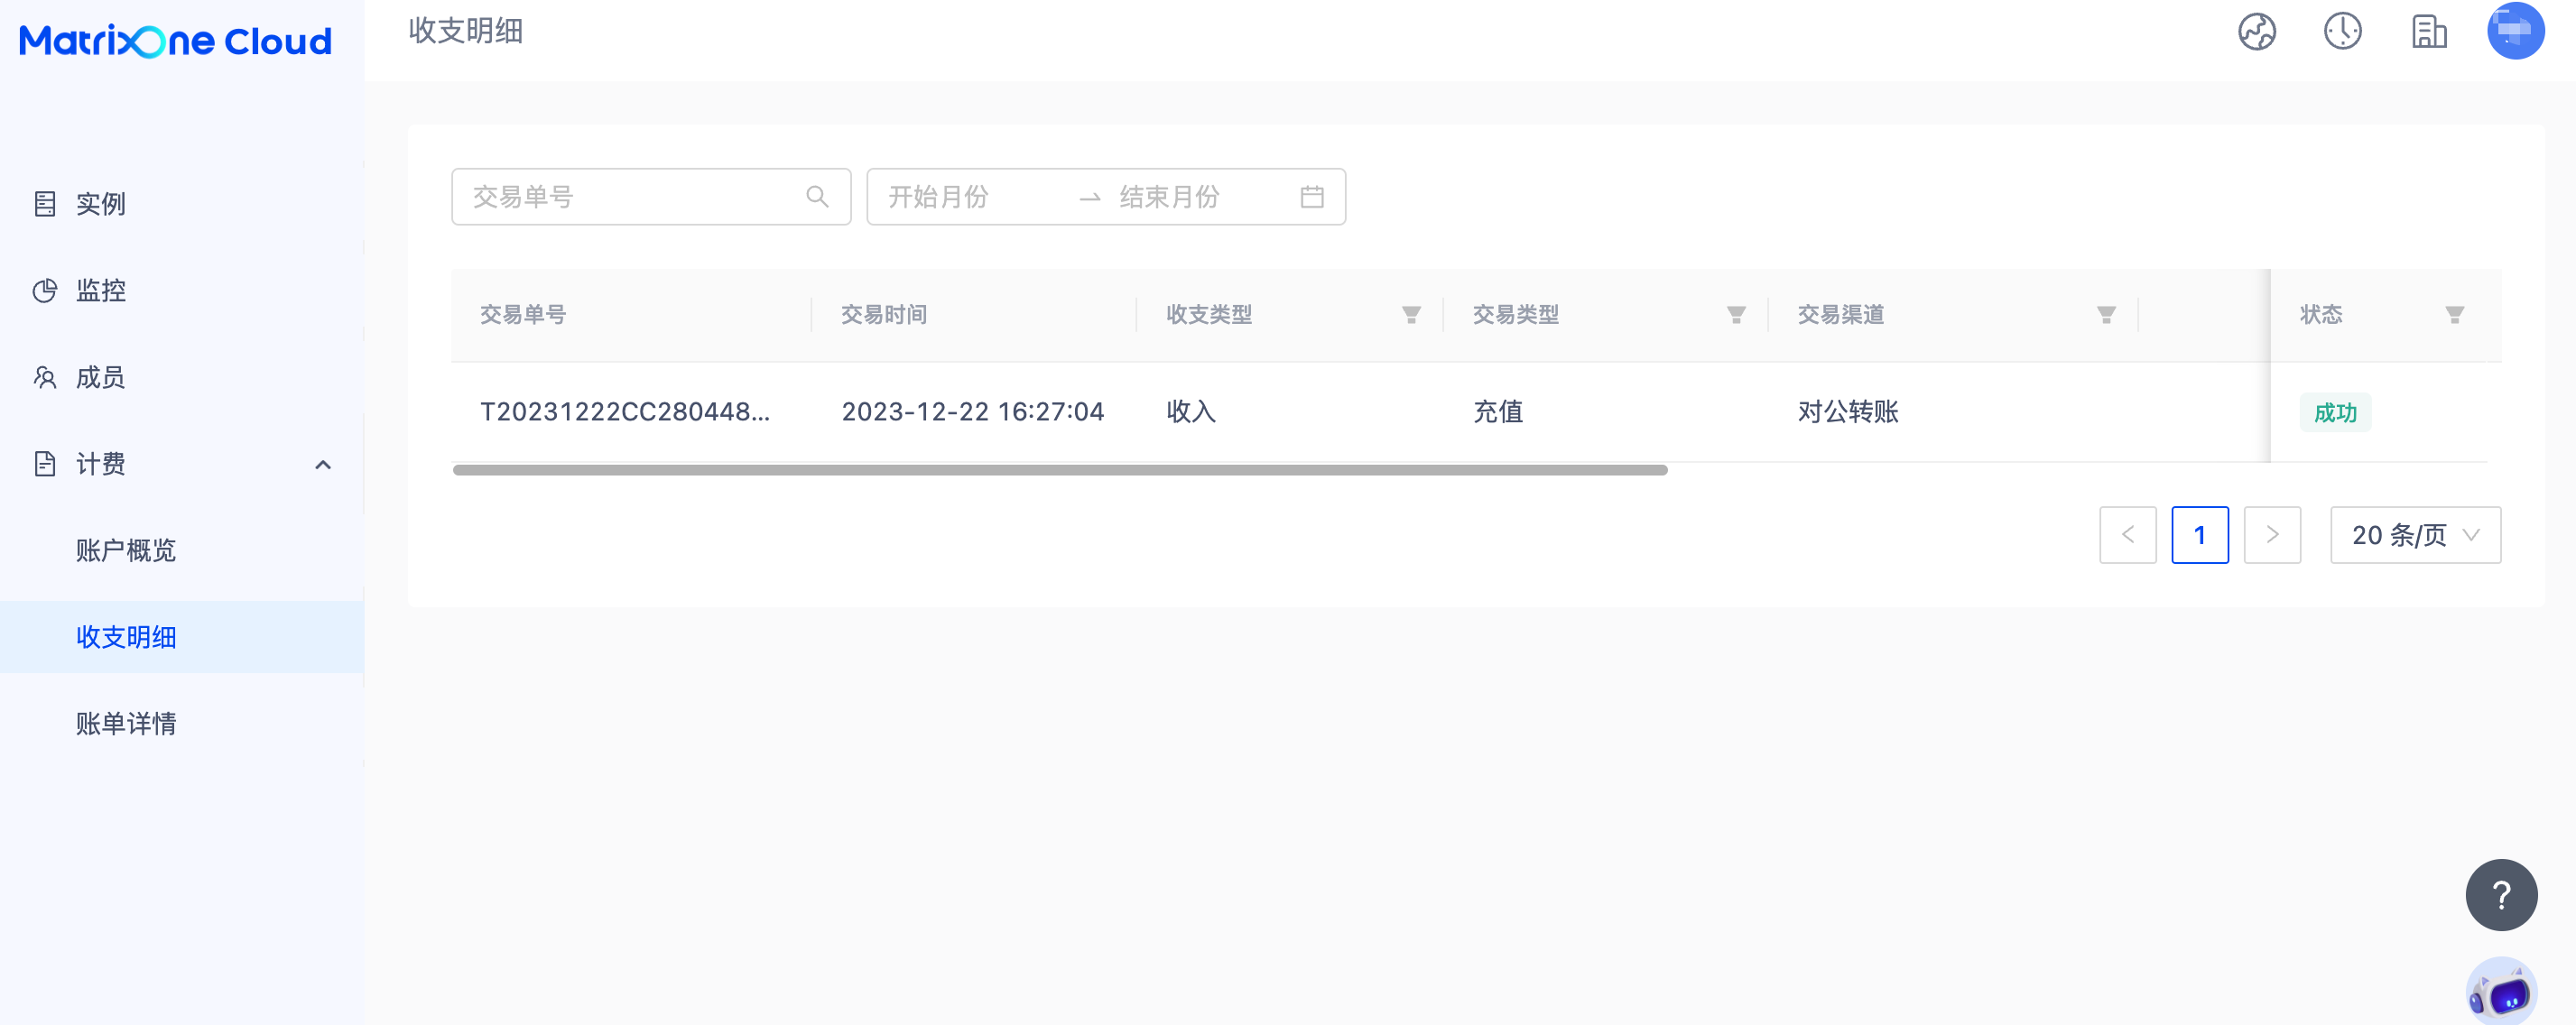 MatrixOne Cloud
收支明细
实例
监控
成员
计费
账户概览
收支明细
账单详情
交易单号
开始月份 → 结束月份
交易单号 交易时间 收支类型 交易类型 交易渠道 状态
T20231222CC280448... 2023-12-22 16:27:04 收入 充值 对公转账 成功
1 20 条/页
?